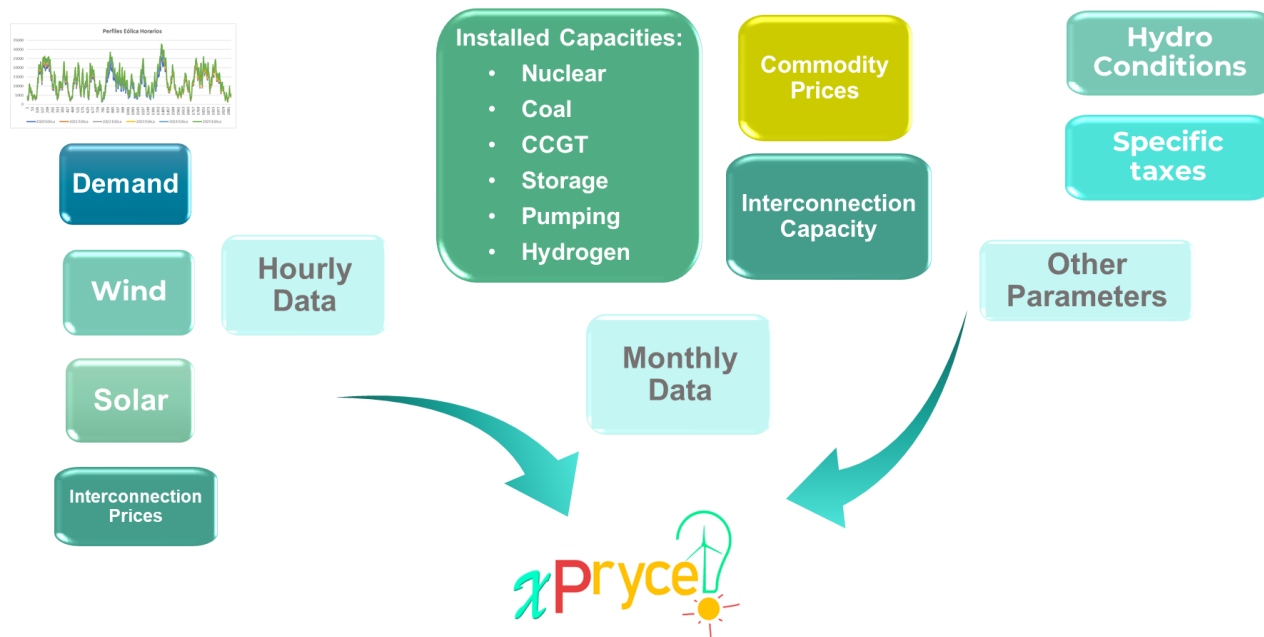 Perfiles Eólica Horarios
Demand
Wind
Solar
Interconnection
Prices
Hourly
Data
Installed Capacities:
• Nuclear
• Coal
• CCGT
• Storage
• Pumping
• Hydrogen
Commodity
Prices
Interconnection
Capacity
Monthly
Data
Hydro
Conditions
Specific
taxes
Other
Parameters
xPryce